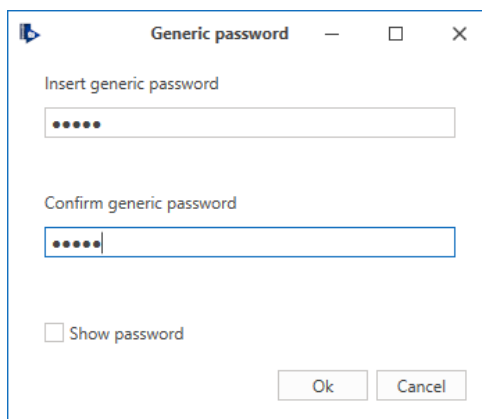 Generic password
Insert generic password
●●●●●
Confirm generic password
●●●●●
Show password
Ok Cancel